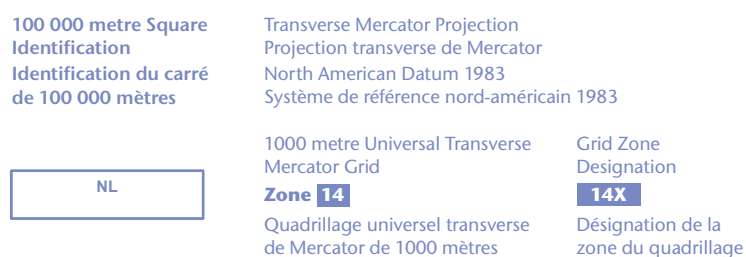 100 000 metre Square
Identification
Identification du carré
de 100 000 mètres
NL
Transverse Mercator Projection
Projection transverse de Mercator
North American Datum 1983
Système de référence nord-américain 1983
1000 metre Universal Transverse
Mercator Grid
Zone 14
Quadrillage universel transverse
de Mercator de 1000 mètres
Grid Zone
Designation
14X
Désignation de la
zone du quadrillage